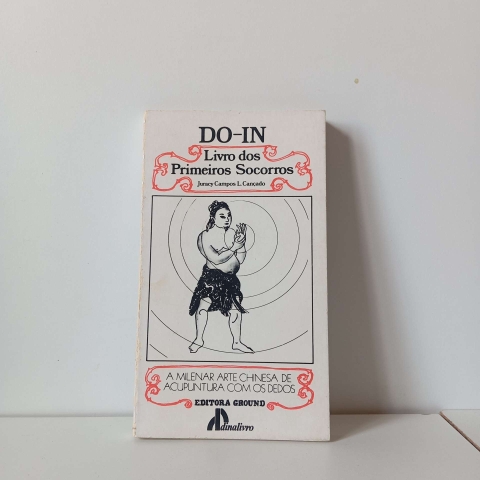 DO-IN
Livro dos
Primeiros Socorros
Juracy Campos L. Cançado
A MILENAR ARTE CHINESA DE
ACUPUNTURA COM OS DEDOS
EDITORA GROUND
dinalivro